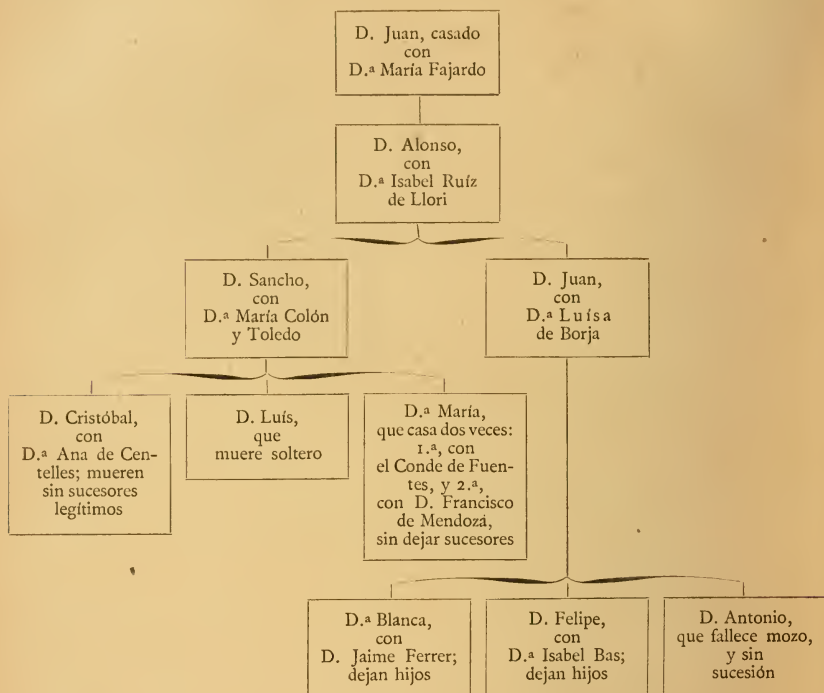 D. Juan, casado
con
D.ª María Fajardo
D. Alonso,
con
D.ª Isabel Ruíz
de Llori
D. Sancho,
con
D.ª María Colón
y Toledo
D. Juan,
con
D.ª Luísa
de Borja
D. Cristóbal,
con
D.ª Ana de Cen-
telles; mueren
sin sucesores
legítimos
D. Luís,
que
muere soltero
D.ª María,
que casa dos veces:
1.ª, con
el Conde de Fuen-
tes, y 2.ª,
con D. Francisco
de Mendozá,
sin dejar sucesores
D.ª Blanca,
con
D. Jaime Ferrer;
dejan hijos
D. Felipe,
con
D.ª Isabel Bas;
dejan hijos
D. Antonio,
que fallece mozo,
y sin
sucesión